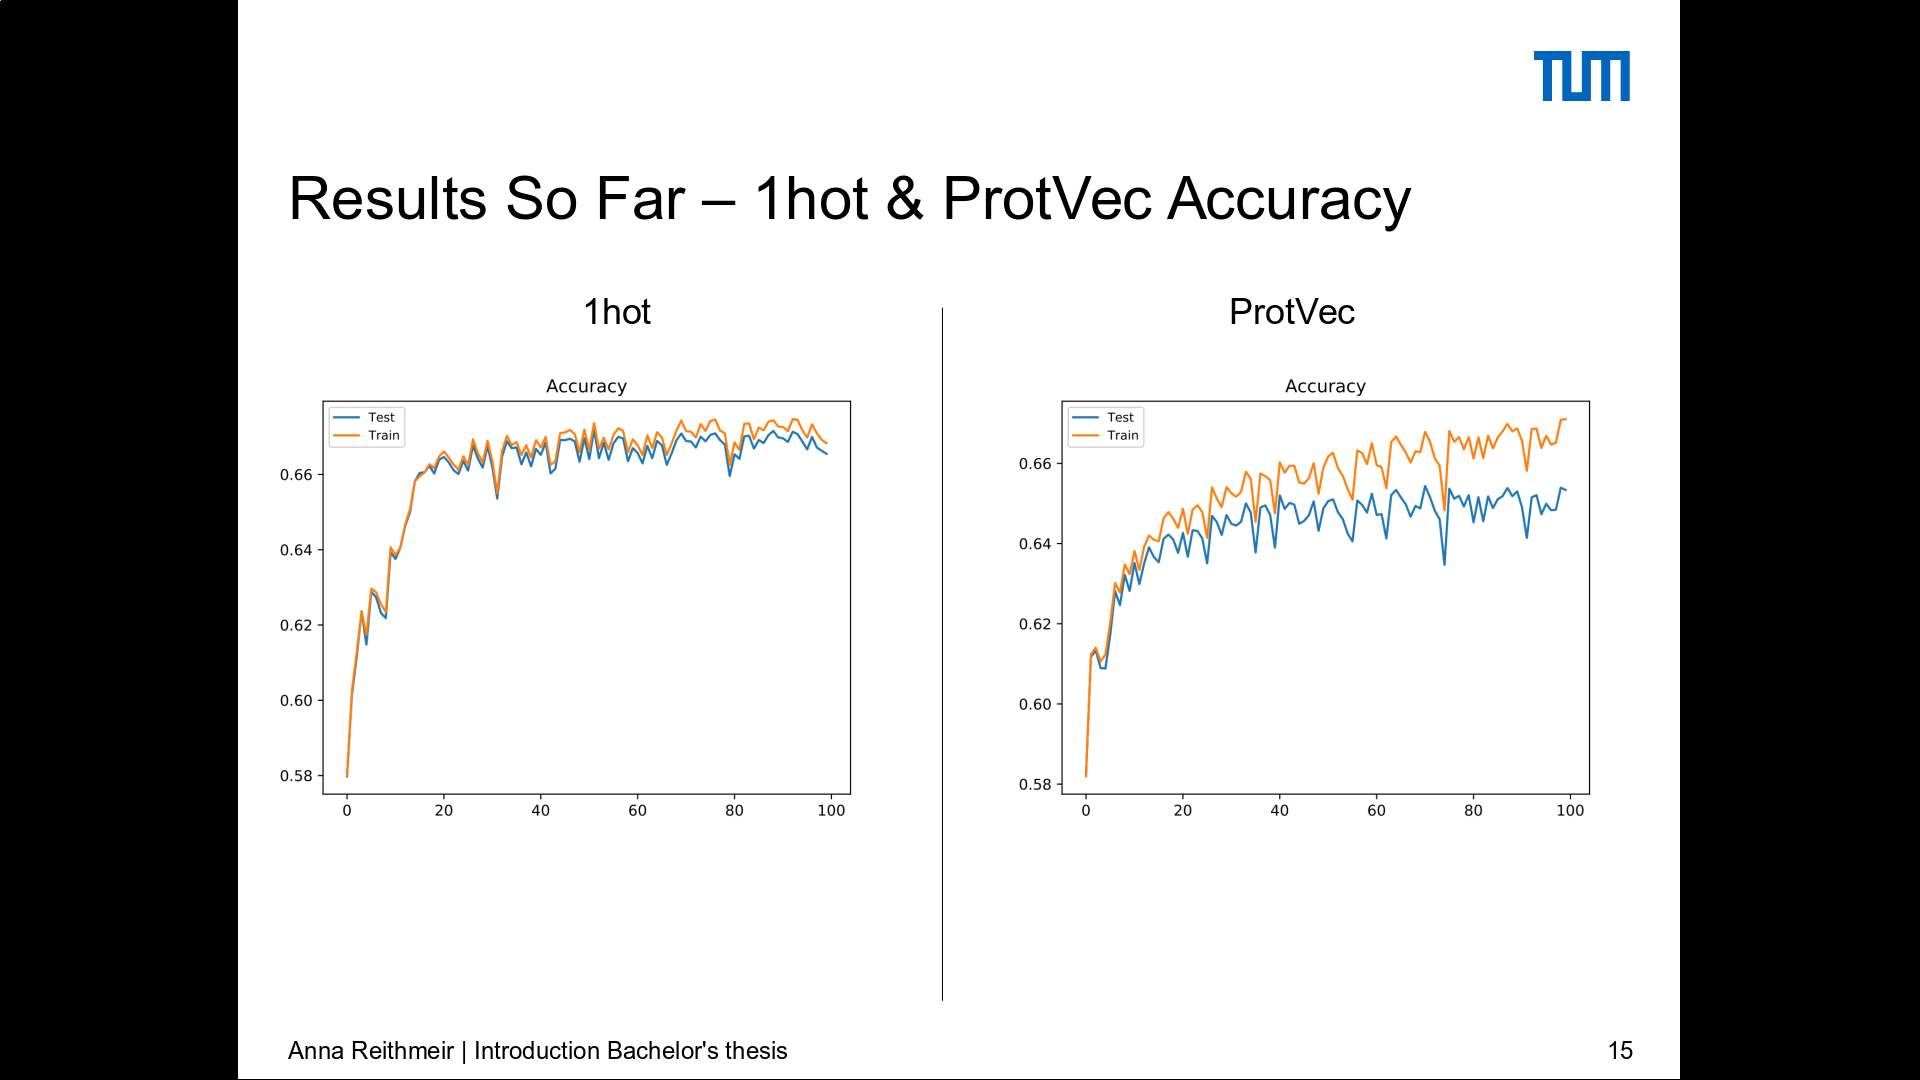 TUM
Results So Far – 1hot & ProtVec Accuracy
1hot
Accuracy
Test
Train
0.66
0.64
0.62
0.60
0.58
0 20 40 60 80 100
ProtVec
Accuracy
Test
Train
0.66
0.64
0.62
0.60
0.58
0 20 40 60 80 100
Anna Reithmeir | Introduction Bachelor's thesis
15